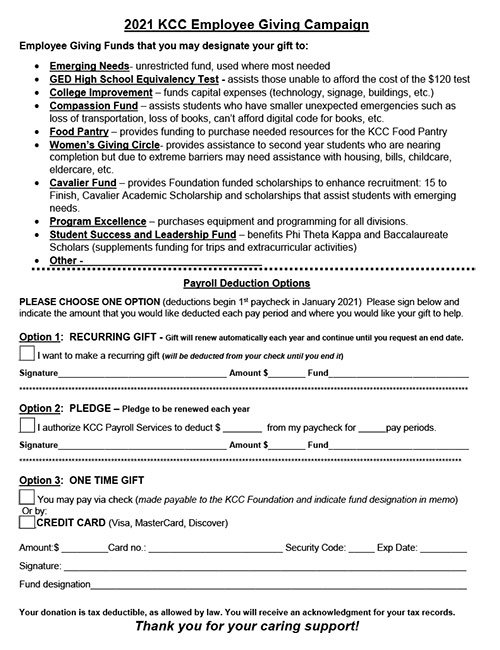 2021 KCC Employee Giving Campaign
Employee Giving Funds that you may designate your gift to:
• Emerging Needs- unrestricted fund, used where most needed
• GED High School Equivalency Test - assists those unable to afford the cost of the $120 test
• College Improvement – funds capital expenses (technology, signage, buildings, etc.)
• Compassion Fund – assists students who have smaller unexpected emergencies such as
loss of transportation, loss of books, can't afford digital code for books, etc.
• Food Pantry – provides funding to purchase needed resources for the KCC Food Pantry
• Women's Giving Circle- provides assistance to second year students who are nearing
completion but due to extreme barriers may need assistance with housing, bills, childcare,
eldercare, etc.
• Cavalier Fund – provides Foundation funded scholarships to enhance recruitment: 15 to
Finish, Cavalier Academic Scholarship and scholarships that assist students with emerging
needs.
• Program Excellence – purchases equipment and programming for all divisions.
• Student Success and Leadership Fund – benefits Phi Theta Kappa and Baccalaureate
Scholars (supplements funding for trips and extracurricular activities)
• Other - ______________________________
Payroll Deduction Options
PLEASE CHOOSE ONE OPTION (deductions begin 1st paycheck in January 2021) Please sign below and
indicate the amount that you would like deducted each pay period and where you would like your gift to help.
Option 1: RECURRING GIFT - Gift will renew automatically each year and continue until you request an end date.
I want to make a recurring gift (will be deducted from your check until you end it)
Signature___________________________________ Amount $________ Fund_____________________________
****************************************************************************************************
Option 2: PLEDGE – Pledge to be renewed each year
I authorize KCC Payroll Services to deduct $ ________ from my paycheck for _____pay periods.
Signature___________________________________ Amount $________ Fund_____________________________
****************************************************************************************************
Option 3: ONE TIME GIFT
You may pay via check (made payable to the KCC Foundation and indicate fund designation in memo)
Or by:
CREDIT CARD (Visa, MasterCard, Discover)
Amount:$ __________Card no.: ____________________________ Security Code: _____ Exp Date: __________
Signature: ____________________________________________________________________
Fund designation______________________________________________________________
Your donation is tax deductible, as allowed by law. You will receive an acknowledgment for your tax records.
Thank you for your caring support!